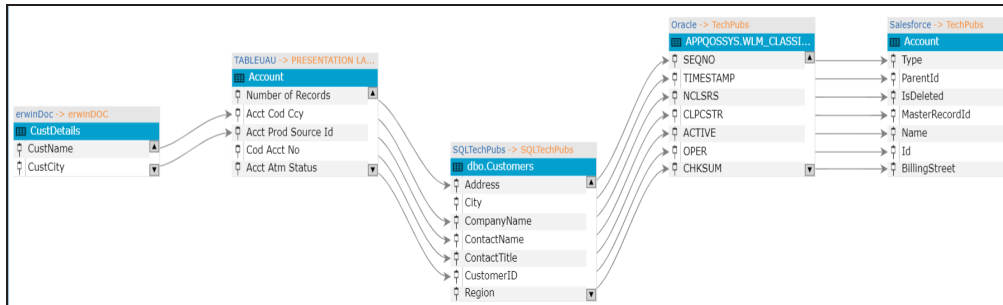 erwinDoc -> erwinDOC
CustDetails
CustName
CustCity
TABLEUAU -> PRESENTATION LA...
Account
Number of Records
Acct Cod Ccy
Acct Prod Source Id
Cod Acct No
Acct Atm Status
SQLTechPubs -> SQLTechPubs
dbo.Customers
Address
City
CompanyName
ContactName
ContactTitle
CustomerID
Region
Oracle -> TechPubs
APPQOSSYS.WLM_CLASSI...
SEQNO
TIMESTAMP
NCLSRS
CLPCSTR
ACTIVE
OPER
CHKSUM
Salesforce -> TechPubs
Account
Type
ParentId
IsDeleted
MasterRecordId
Name
Id
BillingStreet